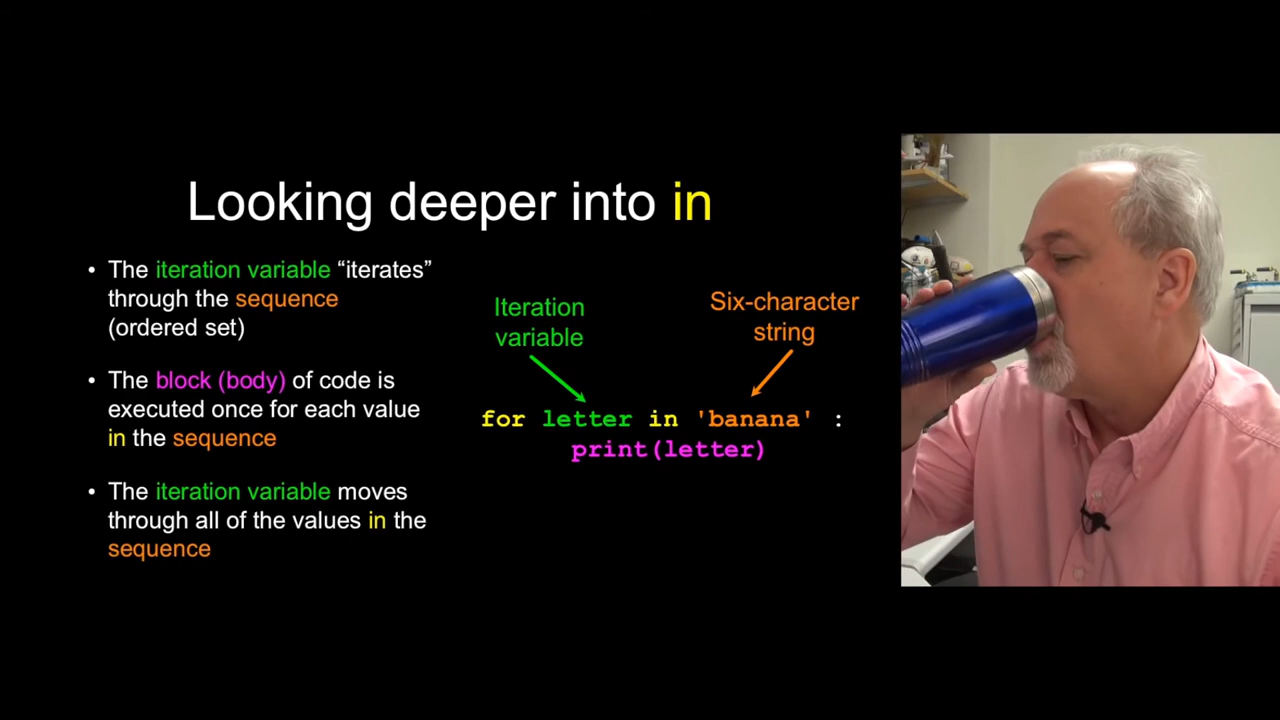 Looking deeper into in
• The iteration variable “iterates”
through the sequence
(ordered set)
• The block (body) of code is
executed once for each value
in the sequence
• The iteration variable moves
through all of the values in the
sequence
Iteration
variable
Six-character
string
for letter in 'banana' :
print(letter)